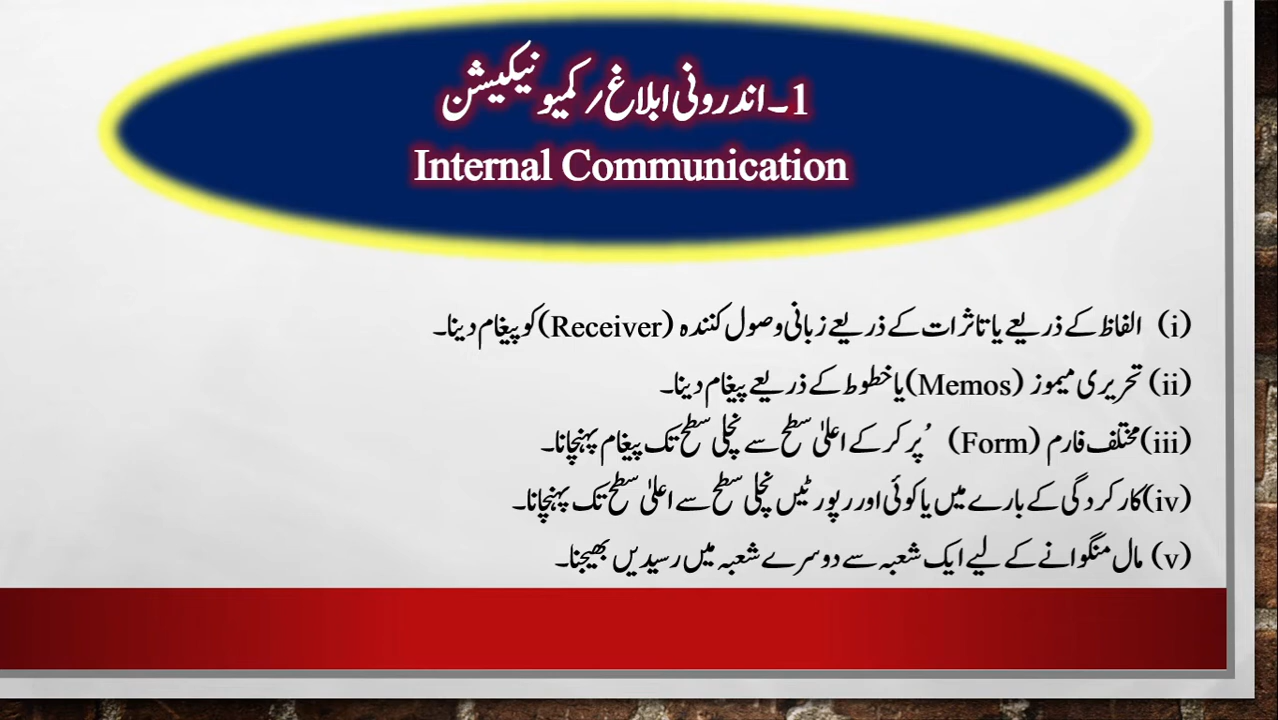 1۔اندرونی ابلاغ/کمیونیکیشن
Internal Communication
(i) الفاظ کے ذریعے یا تاثرات کے ذریعے زبانی وصول کنندہ (Receiver)کو پیغام دینا۔
(ii) تحریری میموز (Memos)یا خطوط کے ذریعے پیغام دینا۔
(iii)مختلف فارم (Form) پُر کر کے اعلیٰ سطح سے نچلی سطح تک پیغام پہنچانا۔
(iv)کارکردگی کے بارے میں یا کوئی اور رپورٹیں نچلی سطح سے اعلیٰ سطح تک پہنچانا۔
(v) مال منگوانے کے لیے ایک شعبہ سے دوسرے شعبہ میں رسیدیں بھیجنا۔